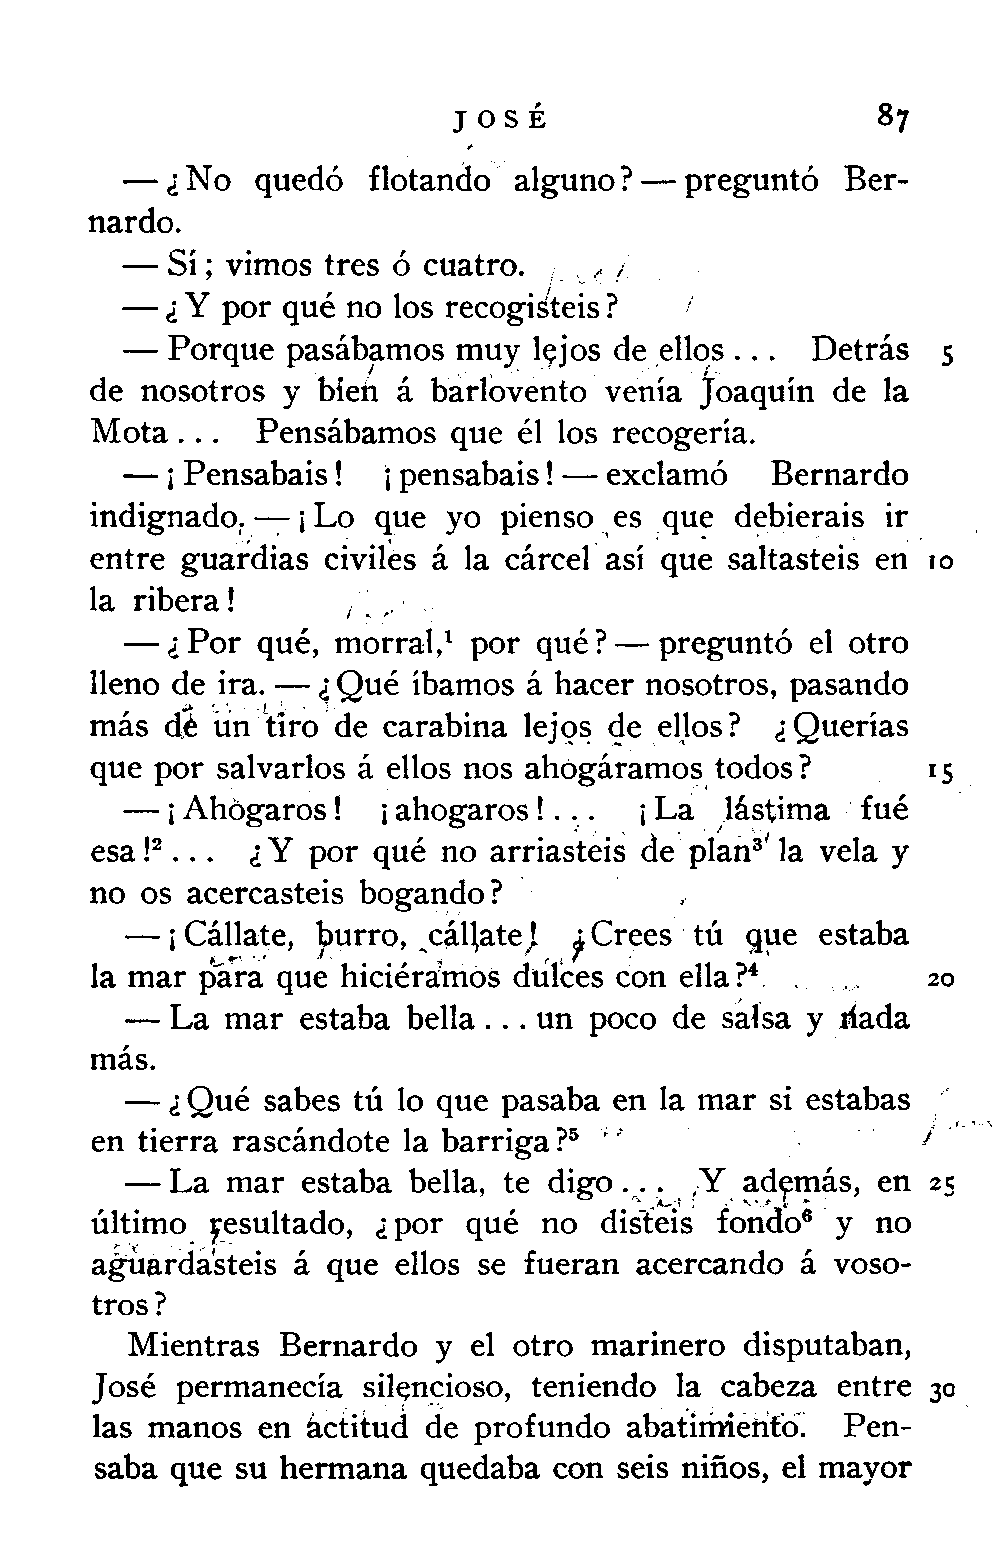 JOSÉ 87
— ¿ No quedó flotando alguno? — preguntó Ber-
nardo.
— Sí; vimos tres ó cuatro.
— ¿ Y por qué no los recogisteis?
— Porque pasábamos muy lejos de ellos... Detrás 5
de nosotros y bien á barlovento venía Joaquín de la
Mota... Pensábamos que él los recogería.
— ¡ Pensabais! ¡ pensabais! — exclamó Bernardo
indignado. — ¡ Lo que yo pienso es que debierais ir
entre guardias civiles á la cárcel así que saltasteis en 10
la ribera!
— ¿ Por qué, morral,¹ por qué? — preguntó el otro
lleno de ira. — ¿ Qué íbamos á hacer nosotros, pasando
más de un tiro de carabina lejos de ellos? ¿ Querías
que por salvarlos á ellos nos ahogáramos todos? 15
— ¡ Ahogaros! ¡ ahogaros!... ¡ La lástima fué
esa!² ... ¿ Y por qué no arriasteis de plan³ la vela y
no os acercasteis bogando?
— ¡ Cállate, burro, cállate! ¿ Crees tú que estaba
la mar para que hiciéramos dulces con ella?⁴ 20
— La mar estaba bella... un poco de salsa y nada
más.
— ¿ Qué sabes tú lo que pasaba en la mar si estabas
en tierra rascándote la barriga?⁵
— La mar estaba bella, te digo... Y además, en 25
último resultado, ¿ por qué no disteis fondo⁶ y no
aguardasteis á que ellos se fueran acercando á voso-
tros?
Mientras Bernardo y el otro marinero disputaban,
José permanecía silencioso, teniendo la cabeza entre 30
las manos en actitud de profundo abatimiento. Pen-
saba que su hermana quedaba con seis niños, el mayor